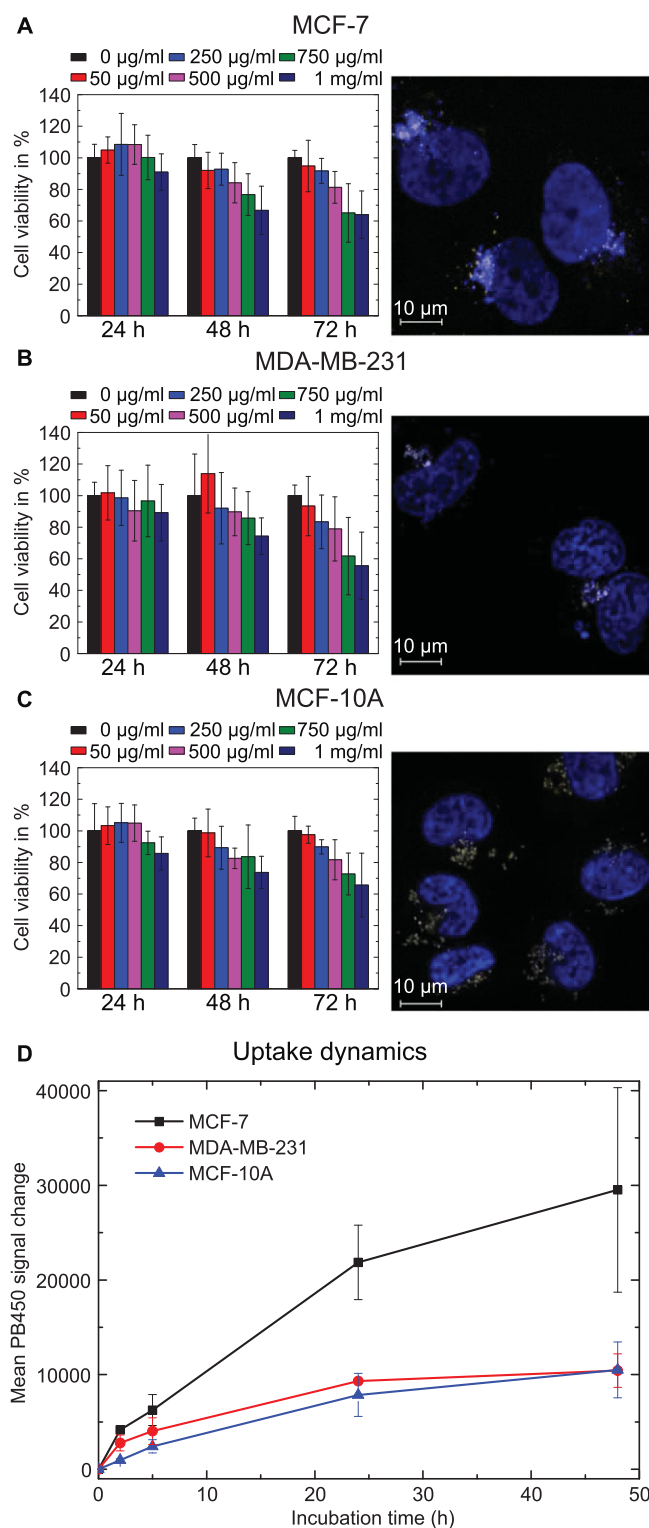 A
MCF-7
0 µg/ml 250 µg/ml 750 µg/ml
50 µg/ml 500 µg/ml 1 mg/ml
Cell viability in %
140
120
100
80
60
40
20
0
24 h 48 h 72 h
10 µm
B
MDA-MB-231
0 µg/ml 250 µg/ml 750 µg/ml
50 µg/ml 500 µg/ml 1 mg/ml
Cell viability in %
140
120
100
80
60
40
20
0
24 h 48 h 72 h
10 µm
C
MCF-10A
0 µg/ml 250 µg/ml 750 µg/ml
50 µg/ml 500 µg/ml 1 mg/ml
Cell viability in %
140
120
100
80
60
40
20
0
24 h 48 h 72 h
10 µm
D
Uptake dynamics
MCF-7
MDA-MB-231
MCF-10A
Mean PB450 signal change
40000
30000
20000
10000
0
0 10 20 30 40 50
Incubation time (h)